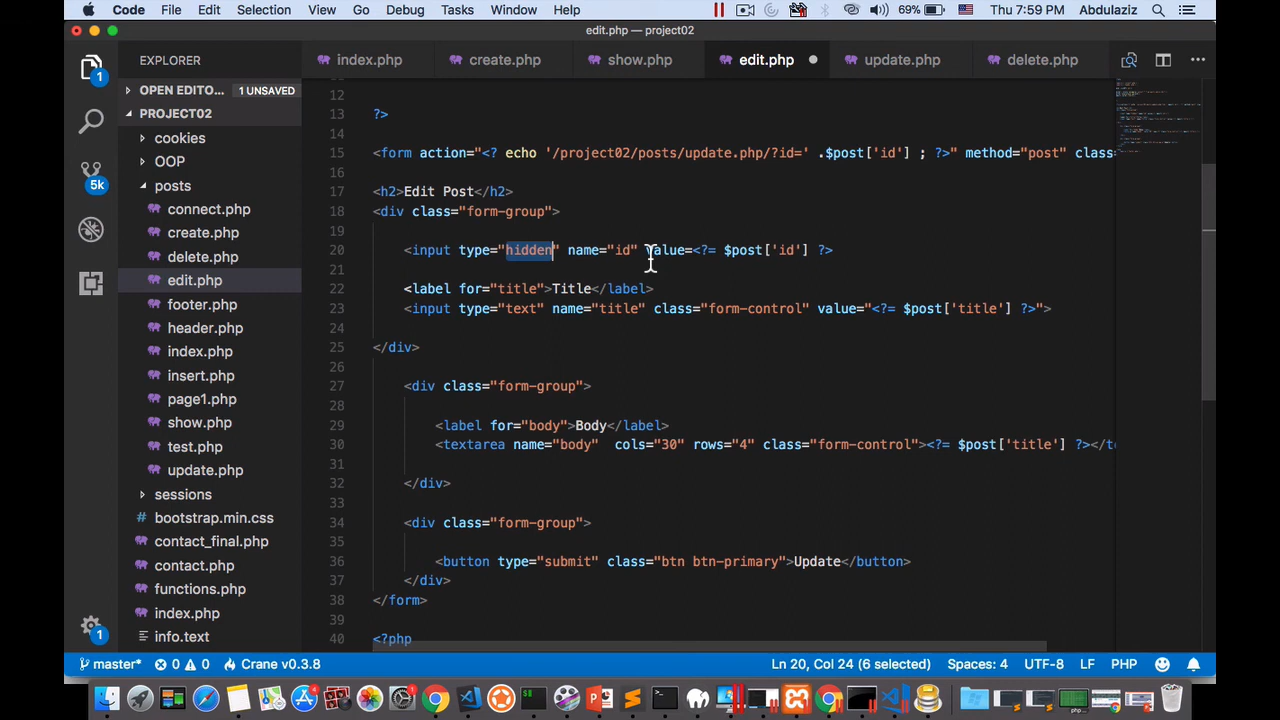 Code File Edit Selection View Go Debug Tasks Window Help 69% Thu 7:59 PM Abdulaziz
edit.php — project02
EXPLORER index.php create.php show.php edit.php update.php delete.php
OPEN EDITO... 1 UNSAVED
PROJECT02
cookies
OOP
posts
connect.php
create.php
delete.php
edit.php
footer.php
header.php
index.php
insert.php
page1.php
show.php
test.php
update.php
sessions
bootstrap.min.css
contact_final.php
contact.php
functions.php
index.php
info.text
1
5k
1
12
13 ?>
14
15 <form action="<? echo '/project02/posts/update.php/?id=' .$post['id'] ; ?>" method="post" clas=
16
17 <h2>Edit Post</h2>
18 <div class="form-group">
19
20 <input type="hidden" name="id" value=<?= $post['id'] ?>
21
22 <label for="title">Title</label>
23 <input type="text" name="title" class="form-control" value="<?= $post['title'] ?>">
24
25 </div>
26
27 <div class="form-group">
28
29 <label for="body">Body</label>
30 <textarea name="body" cols="30" rows="4" class="form-control"><?= $post['title'] ?></t
31
32 </div>
33
34 <div class="form-group">
35
36 <button type="submit" class="btn btn-primary">Update</button>
37 </div>
38 </form>
39
40 <?php
master* 0 0 Crane v0.3.8 Ln 20, Col 24 (6 selected) Spaces: 4 UTF-8 LF PHP